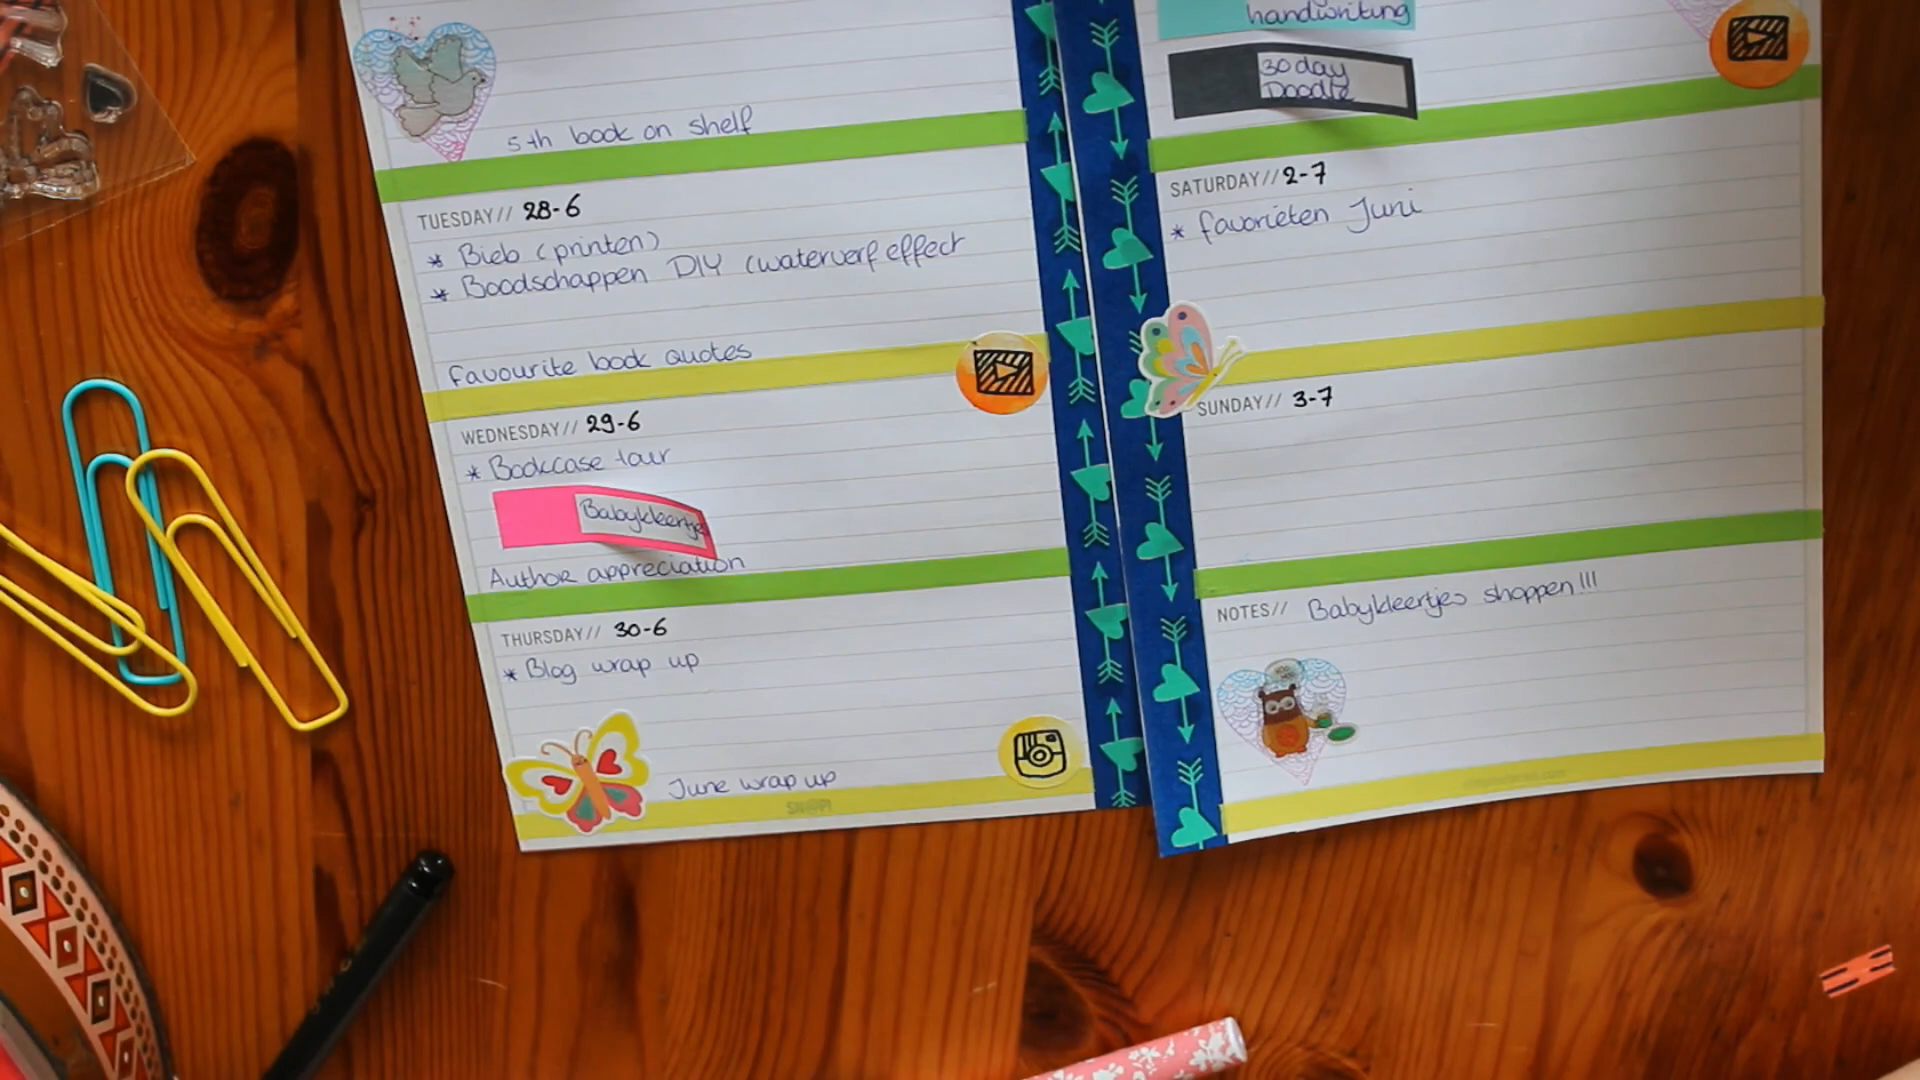 5th book on shelf
TUESDAY// 28-6
* Bieb (printen)
* Boodschappen DIY (waterverf effect
favourite book quotes
WEDNESDAY// 29-6
* Bookcase tour
Babykleertje
Author appreciation
THURSDAY// 30-6
* Blog wrap up
June wrap up
handwriting
30 day
Doodle
SATURDAY// 2-7
* favorieten Juni
SUNDAY// 3-7
NOTES// Babykleertjes shoppen!!!